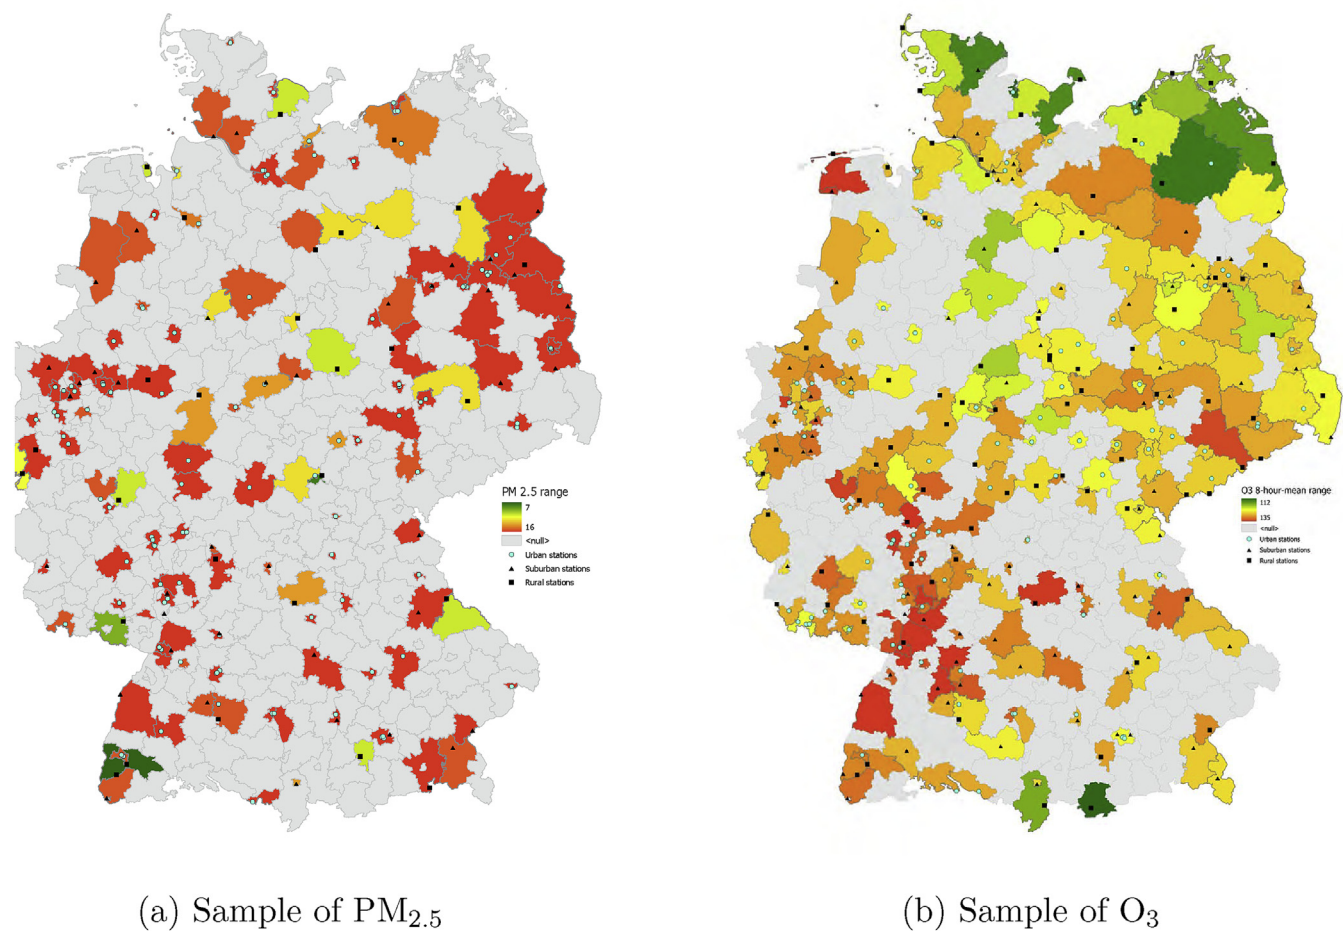 PM 2.5 range
7
16
<null>
Urban stations
Suburban stations
Rural stations
O3 8-hour-mean range
112
135
<null>
Urban stations
Suburban stations
Rural stations
(a) Sample of PM2.5
(b) Sample of O3